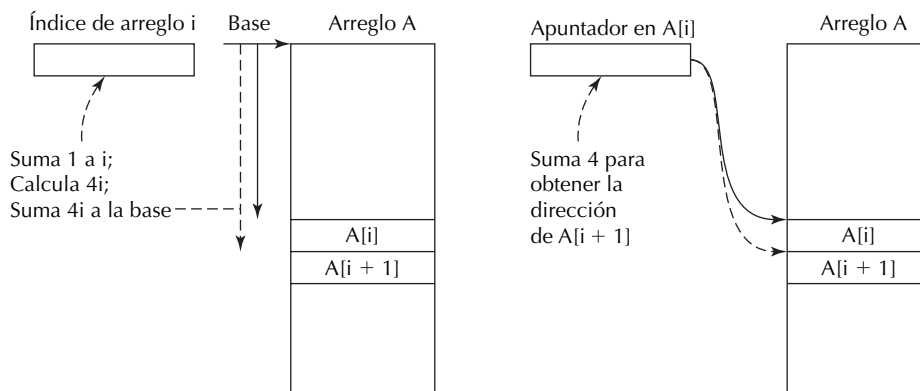 Índice de arreglo i
Base
Arreglo A
Suma 1 a i;
Calcula 4i;
Suma 4i a la base
A[i]
A[i + 1]
Apuntador en A[i]
Arreglo A
Suma 4 para
obtener la
dirección
de A[i + 1]
A[i]
A[i + 1]